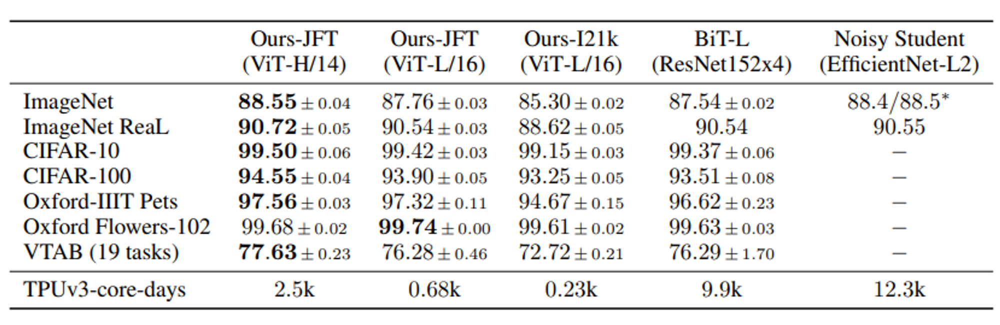 Ours-JFT Ours-JFT Ours-I21k BiT-L Noisy Student
(ViT-H/14) (ViT-L/16) (ViT-L/16) (ResNet152x4) (EfficientNet-L2)
ImageNet 88.55 ± 0.04 87.76 ± 0.03 85.30 ± 0.02 87.54 ± 0.02 88.4/88.5*
ImageNet ReaL 90.72 ± 0.05 90.54 ± 0.03 88.62 ± 0.05 90.54 90.55
CIFAR-10 99.50 ± 0.06 99.42 ± 0.03 99.15 ± 0.03 99.37 ± 0.06 −
CIFAR-100 94.55 ± 0.04 93.90 ± 0.05 93.25 ± 0.05 93.51 ± 0.08 −
Oxford-IIIT Pets 97.56 ± 0.03 97.32 ± 0.11 94.67 ± 0.15 96.62 ± 0.23 −
Oxford Flowers-102 99.68 ± 0.02 99.74 ± 0.00 99.61 ± 0.02 99.63 ± 0.03 −
VTAB (19 tasks) 77.63 ± 0.23 76.28 ± 0.46 72.72 ± 0.21 76.29 ± 1.70 −
TPUv3-core-days 2.5k 0.68k 0.23k 9.9k 12.3k